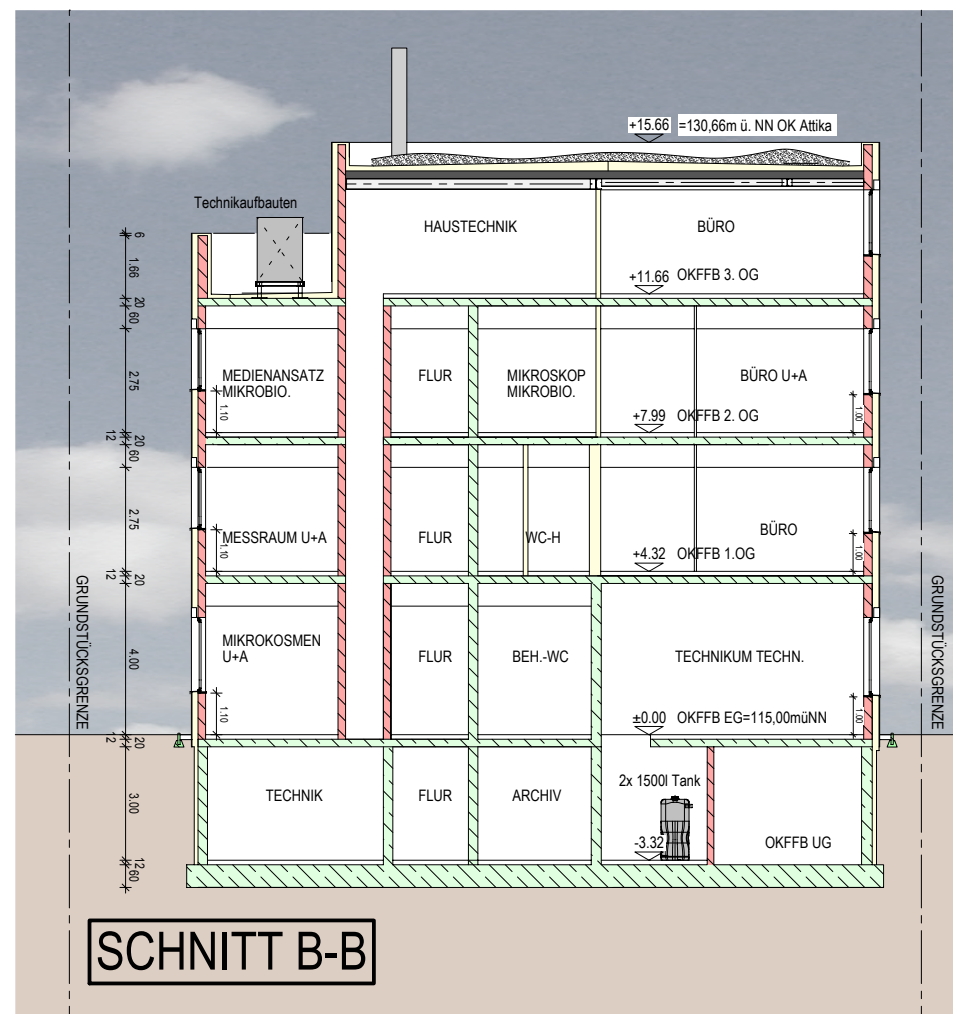 +15.66 =130,66m ü. NN OK Attika
Technikaufbauten
HAUSTECHNIK
BÜRO
+11.66 OKFFB 3. OG
MEDIENANSATZ
MIKROBIO.
FLUR
MIKROSKOP
MIKROBIO.
BÜRO U+A
+7.99 OKFFB 2. OG
1.10
1.00
MESSRAUM U+A
FLUR
WC-H
BÜRO
+4.32 OKFFB 1.OG
1.10
1.00
MIKROKOSMEN
U+A
FLUR
BEH.-WC
TECHNIKUM TECHN.
±0.00 OKFFB EG=115,00müNN
1.10
1.00
TECHNIK
FLUR
ARCHIV
2x 1500l Tank
-3.32
OKFFB UG
6
1.66
20
60
2.75
12
20
60
2.75
12
20
4.00
12
20
3.00
12
60
GRUNDSTÜCKSGRENZE
GRUNDSTÜCKSGRENZE
SCHNITT B-B